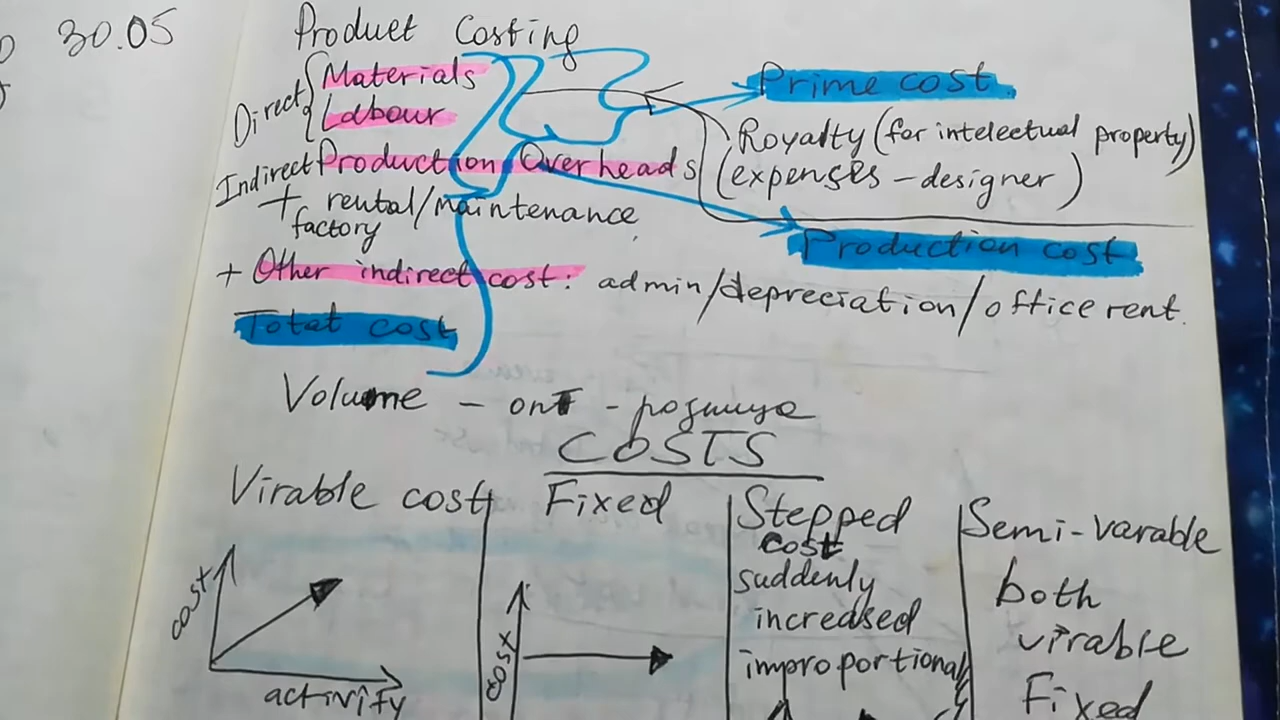 30.05
Product Costing
Direct
Materials
Labour
Prime cost
Royalty (for intelectual property)
(expenses - designer)
Indirect Production Overheads
+ rental/maintenance
factory
Production cost
+ Other indirect cost: admin/depreciation/office rent.
Total cost
Volume - опт - розница
COSTS
Virable cost
cost
activity
Fixed
cost
Stepped
cost
suddenly
increased
improportional
Semi-varable
both
virable
Fixed